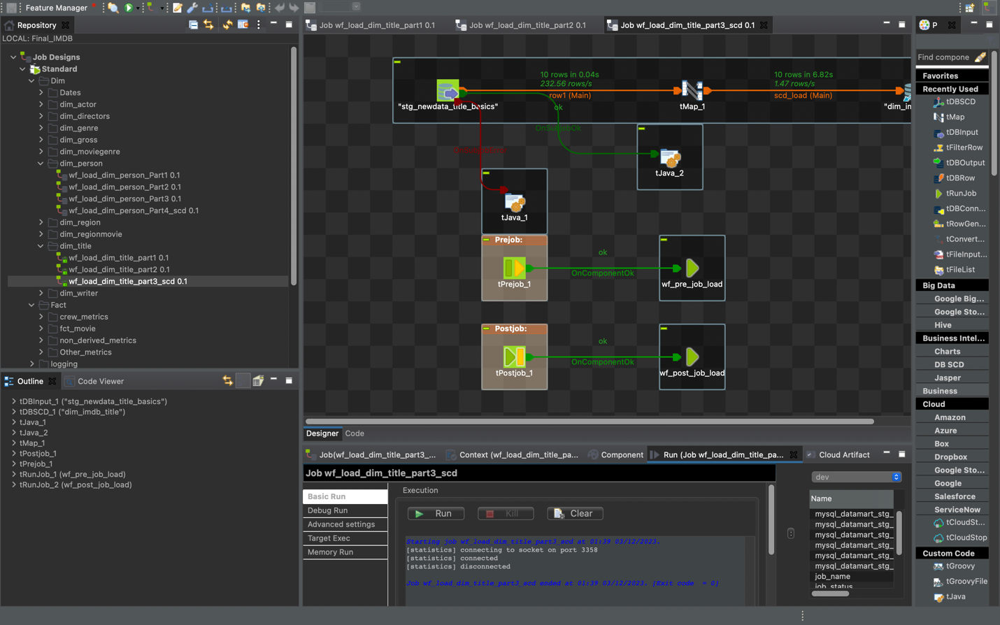 Feature Manager
Repository
LOCAL: Final_IMDB
Job Designs
Standard
Dim
Dates
dim_actor
dim_directors
dim_genre
dim_gross
dim_moviegenre
dim_person
wf_load_dim_person_Part1 0.1
wf_load_dim_person_Part2 0.1
wf_load_dim_person_Part3 0.1
wf_load_dim_person_Part4_scd 0.1
dim_region
dim_regionmovie
dim_title
wf_load_dim_title_part1 0.1
wf_load_dim_title_part2 0.1
wf_load_dim_title_part3_scd 0.1
dim_writer
Fact
crew_metrics
fct_movie
non_derived_metrics
Other_metrics
logging
Outline
Code Viewer
tDBInput_1 ("stg_newdata_title_basics")
tDBSCD_1 ("dim_imdb_title")
tJava_1
tJava_2
tMap_1
tPostjob_1
tPrejob_1
tRunJob_1 (wf_pre_job_load)
tRunJob_2 (wf_post_job_load)
Job wf_load_dim_title_part1 0.1
Job wf_load_dim_title_part2 0.1
Job wf_load_dim_title_part3_scd 0.1
10 rows in 0.04s
232.56 rows/s
row1 (Main)
10 rows in 6.82s
1.47 rows/s
scd_load (Main)
"stg_newdata_title_basics"
ok
tMap_1
"dim_in
OnSubjobOk
tJava_2
tJava_1
Prejob:
ok
OnComponentOk
tPrejob_1
wf_pre_job_load
Postjob:
ok
OnComponentOk
tPostjob_1
wf_post_job_load
Designer
Code
Job(wf_load_dim_title_part3_...
Context (wf_load_dim_title_pa...
Component
Run (Job wf_load_dim_title_pa...
Cloud Artifact
Job wf_load_dim_title_part3_scd
Basic Run
Debug Run
Advanced settings
Target Exec
Memory Run
Execution
Run
Kill
Clear
Starting job wf_load_dim_title_part3_scd at 01:39 03/12/2023.
[statistics] connecting to socket on port 3358
[statistics] connected
[statistics] disconnected
Job wf_load_dim_title_part3_scd ended at 01:39 03/12/2023. [Exit code = 0]
dev
Name
mysql_datamart_stg_
mysql_datamart_stg_
mysql_datamart_stg_
mysql_datamart_stg_
mysql_datamart_stg_
mysql_datamart_stg_
job_name
job_status
P
Find compone
Favorites
Recently Used
tDBSCD
tMap
tDBInput
tFilterRow
tDBOutput
tDBRow
tRunJob
tDBConn...
tRowGen...
tConvert...
tFileInput...
tFileList
Big Data
Google Big...
Google Sto...
Hive
Business Intel...
Charts
DB SCD
Jasper
Business
Cloud
Amazon
Azure
Box
Dropbox
Google Sto...
Google
Salesforce
ServiceNow
tCloudSt...
tCloudStop
Custom Code
tGroovy
tGroovyFile
tJava